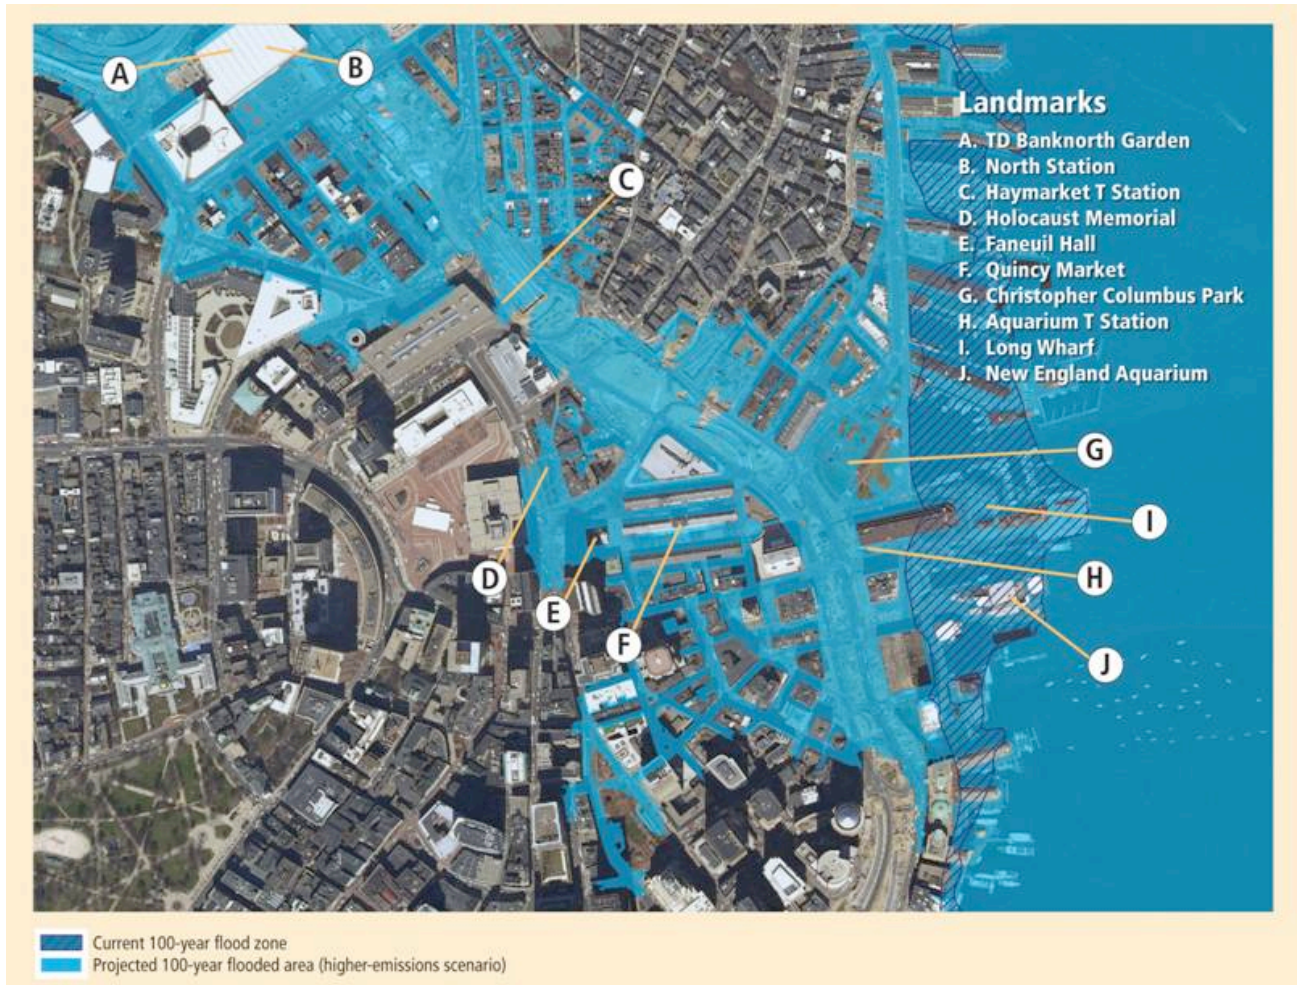 A
B
C
Landmarks
A. TD Banknorth Garden
B. North Station
C. Haymarket T Station
D. Holocaust Memorial
E. Faneuil Hall
F. Quincy Market
G. Christopher Columbus Park
H. Aquarium T Station
I. Long Wharf
J. New England Aquarium
G
I
D
H
E
F
J
Current 100-year flood zone
Projected 100-year flooded area (higher-emissions scenario)